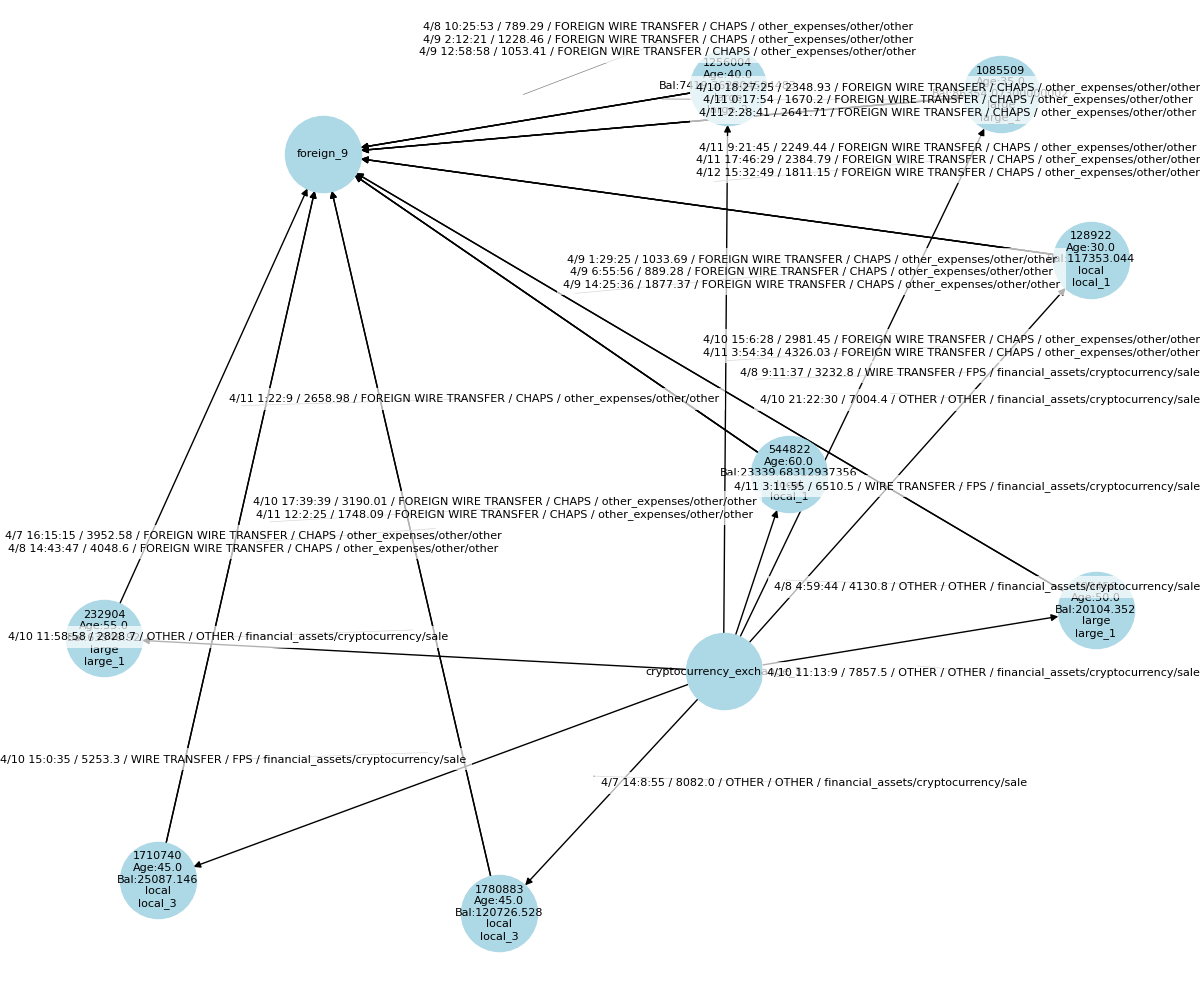 4/8 10:25:53 / 789.29 / FOREIGN WIRE TRANSFER / CHAPS / other_expenses/other/other
4/9 2:12:21 / 1228.46 / FOREIGN WIRE TRANSFER / CHAPS / other_expenses/other/other
4/9 12:58:58 / 1053.41 / FOREIGN WIRE TRANSFER / CHAPS / other_expenses/other/other
1256004
Age:40.0
1085509
Age:35.0
4/10 18:27:25 / 2348.93 / FOREIGN WIRE TRANSFER / CHAPS / other_expenses/other/other
4/11 0:17:54 / 1670.2 / FOREIGN WIRE TRANSFER / CHAPS / other_expenses/other/other
4/11 2:28:41 / 2641.71 / FOREIGN WIRE TRANSFER / CHAPS / other_expenses/other/other
large_1
foreign_9
4/11 9:21:45 / 2249.44 / FOREIGN WIRE TRANSFER / CHAPS / other_expenses/other/other
4/11 17:46:29 / 2384.79 / FOREIGN WIRE TRANSFER / CHAPS / other_expenses/other/other
4/12 15:32:49 / 1811.15 / FOREIGN WIRE TRANSFER / CHAPS / other_expenses/other/other
128922
Age:30.0
Bal:117353.044
local
local_1
4/9 1:29:25 / 1033.69 / FOREIGN WIRE TRANSFER / CHAPS / other_expenses/other/other
4/9 6:55:56 / 889.28 / FOREIGN WIRE TRANSFER / CHAPS / other_expenses/other/other
4/9 14:25:36 / 1877.37 / FOREIGN WIRE TRANSFER / CHAPS / other_expenses/other/other
4/10 15:6:28 / 2981.45 / FOREIGN WIRE TRANSFER / CHAPS / other_expenses/other/other
4/11 3:54:34 / 4326.03 / FOREIGN WIRE TRANSFER / CHAPS / other_expenses/other/other
4/8 9:11:37 / 3232.8 / WIRE TRANSFER / FPS / financial_assets/cryptocurrency/sale
4/11 1:22:9 / 2658.98 / FOREIGN WIRE TRANSFER / CHAPS / other_expenses/other/other
4/10 21:22:30 / 7004.4 / OTHER / OTHER / financial_assets/cryptocurrency/sale
544822
Age:60.0
Bal:23339.68312937356
4/11 3:11:55 / 6510.5 / WIRE TRANSFER / FPS / financial_assets/cryptocurrency/sale
local_1
4/10 17:39:39 / 3190.01 / FOREIGN WIRE TRANSFER / CHAPS / other_expenses/other/other
4/11 12:2:25 / 1748.09 / FOREIGN WIRE TRANSFER / CHAPS / other_expenses/other/other
4/7 16:15:15 / 3952.58 / FOREIGN WIRE TRANSFER / CHAPS / other_expenses/other/other
4/8 14:43:47 / 4048.6 / FOREIGN WIRE TRANSFER / CHAPS / other_expenses/other/other
4/8 4:59:44 / 4130.8 / OTHER / OTHER / financial_assets/cryptocurrency/sale
Age:50.0
Bal:20104.352
large
large_1
232904
Age:55.0
4/10 11:58:58 / 2828.7 / OTHER / OTHER / financial_assets/cryptocurrency/sale
large
large_1
4/10 11:13:9 / 7857.5 / OTHER / OTHER / financial_assets/cryptocurrency/sale
4/10 15:0:35 / 5253.3 / WIRE TRANSFER / FPS / financial_assets/cryptocurrency/sale
4/7 14:8:55 / 8082.0 / OTHER / OTHER / financial_assets/cryptocurrency/sale
1710740
Age:45.0
Bal:25087.146
local
local_3
1780883
Age:45.0
Bal:120726.528
local
local_3